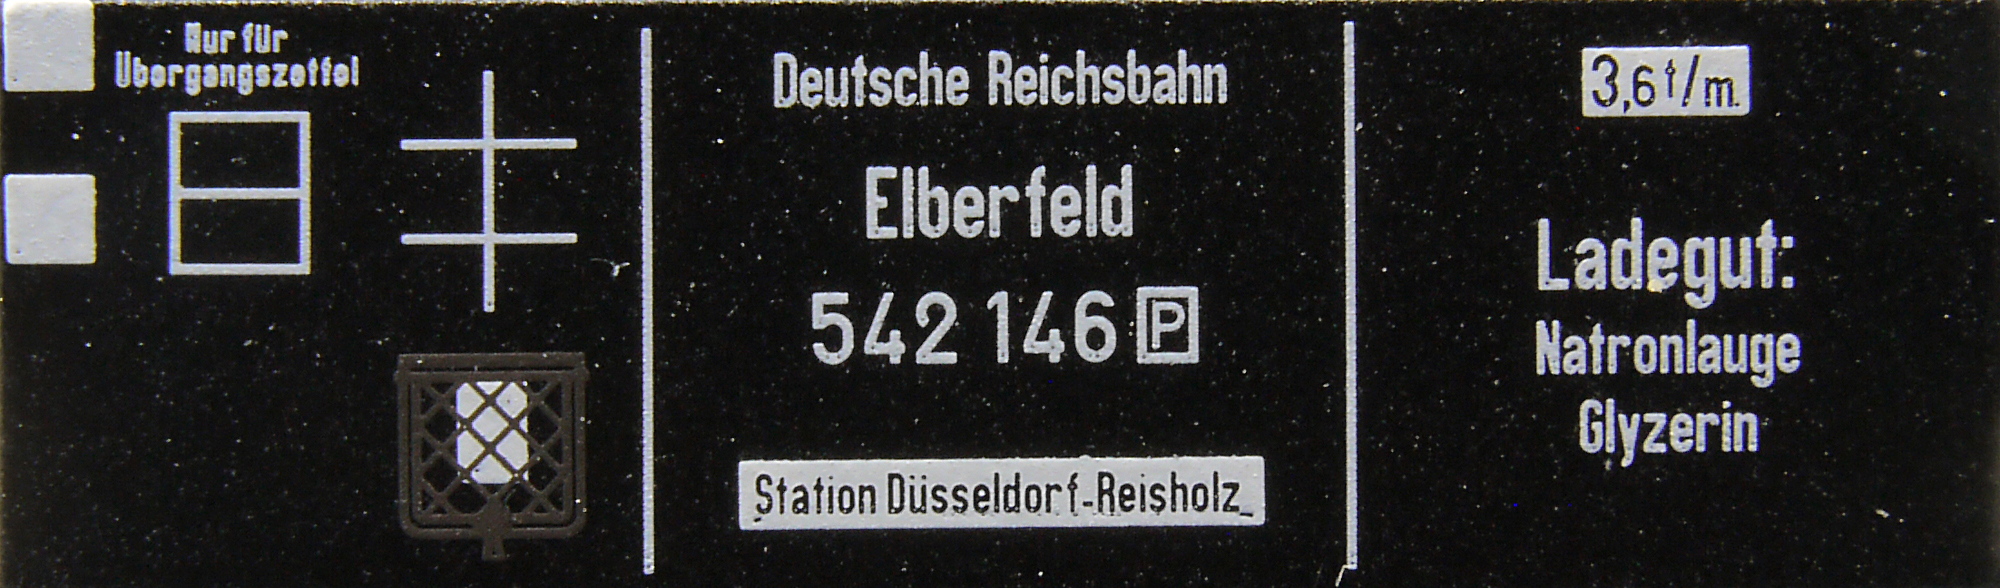 Nur für
Übergangszettel
Deutsche Reichsbahn
Elberfeld
542 146 P
Station Düsseldorf-Reisholz
3,6 t/m
Ladegut:
Natronlauge
Glyzerin